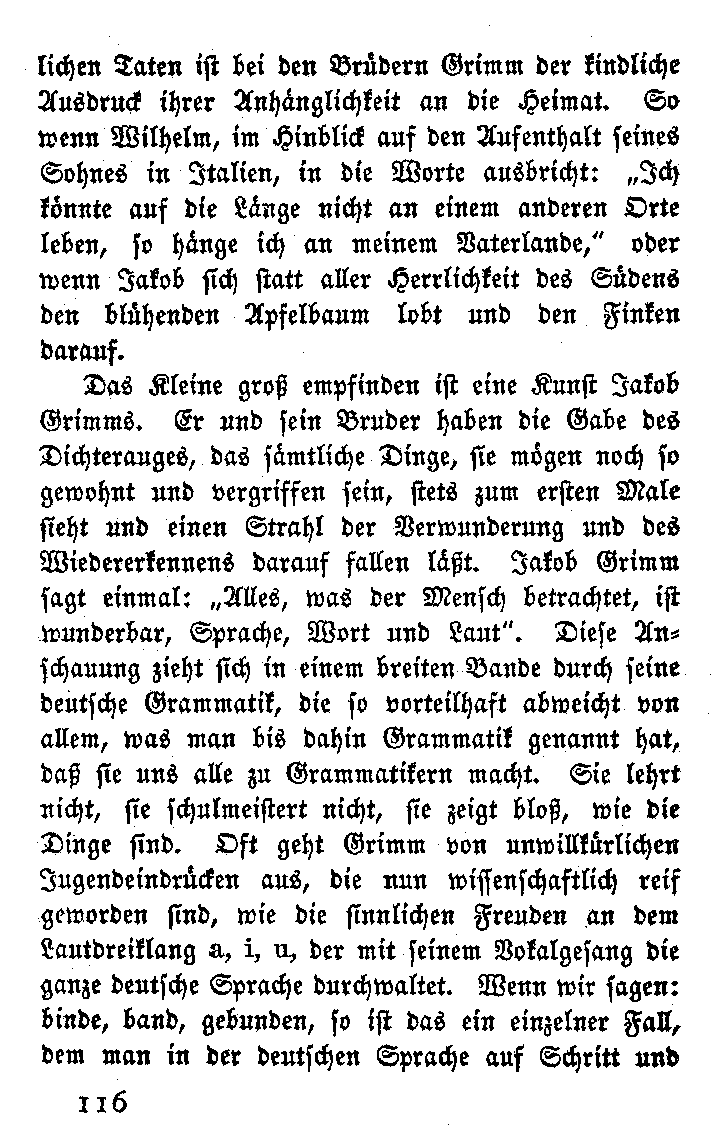 lichen Taten ist bei den Brüdern Grimm der kindliche
Ausdruck ihrer Anhänglichkeit an die Heimat. So
wenn Wilhelm, im Hinblick auf den Aufenthalt seines
Sohnes in Italien, in die Worte ausbricht: „Ich
könnte auf die Länge nicht an einem anderen Orte
leben, so hänge ich an meinem Vaterlande,“ oder
wenn Jakob sich statt aller Herrlichkeit des Südens
den blühenden Apfelbaum lobt und den Finken
darauf.
Das Kleine groß empfinden ist eine Kunst Jakob
Grimms. Er und sein Bruder haben die Gabe des
Dichterauges, das sämtliche Dinge, sie mögen noch so
gewohnt und vergriffen sein, stets zum ersten Male
sieht und einen Strahl der Verwunderung und des
Wiedererkennens darauf fallen läßt. Jakob Grimm
sagt einmal: „Alles, was der Mensch betrachtet, ist
wunderbar, Sprache, Wort und Laut“. Diese An-
schauung zieht sich in einem breiten Bande durch seine
deutsche Grammatik, die so vorteilhaft abweicht von
allem, was man bis dahin Grammatik genannt hat,
daß sie uns alle zu Grammatikern macht. Sie lehrt
nicht, sie schulmeistert nicht, sie zeigt bloß, wie die
Dinge sind. Oft geht Grimm von unwillkürlichen
Jugendeindrücken aus, die nun wissenschaftlich reif
geworden sind, wie die sinnlichen Freuden an dem
Lautdreiklang a, i, u, der mit seinem Vokalgesang die
ganze deutsche Sprache durchwaltet. Wenn wir sagen:
binde, band, gebunden, so ist das ein einzelner Fall,
dem man in der deutschen Sprache auf Schritt und
116